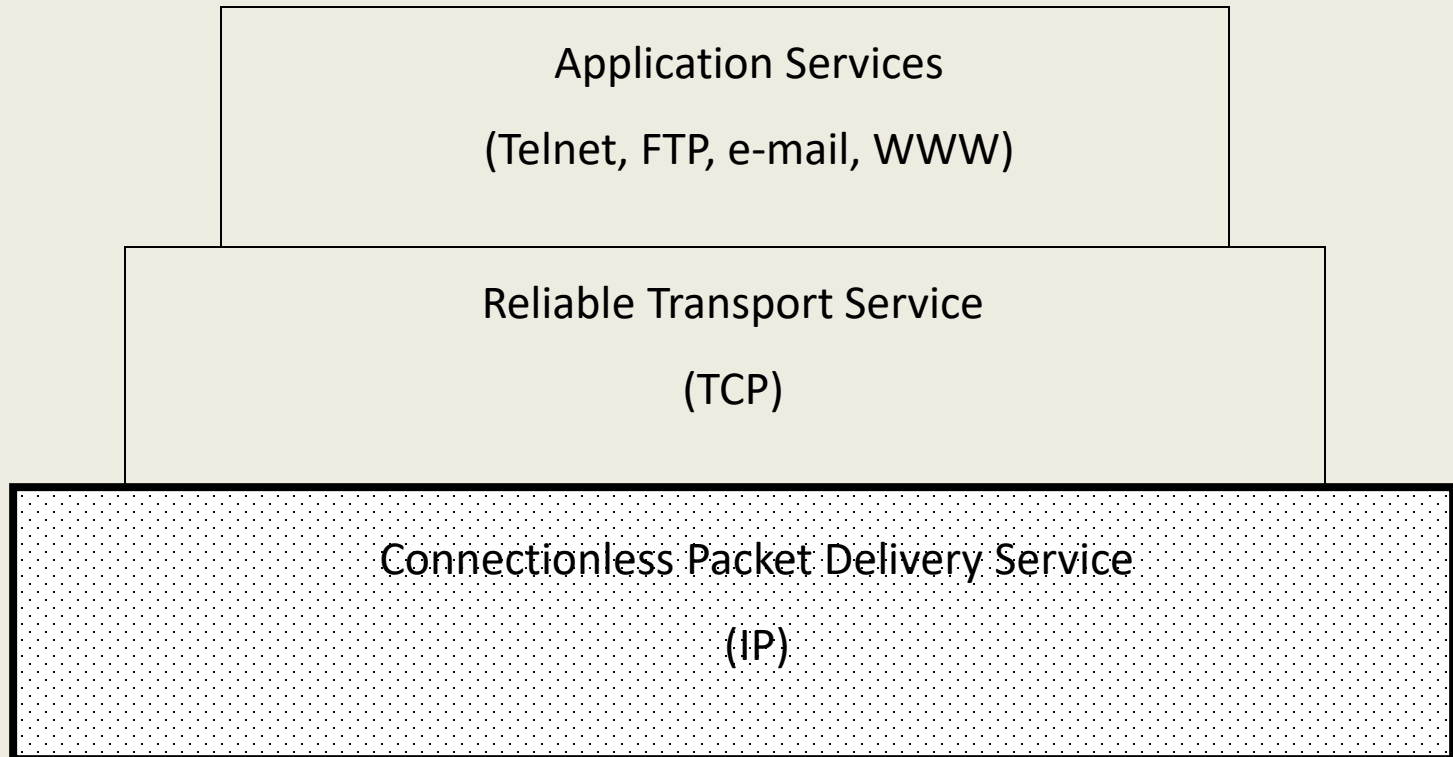 Application Services
(Telnet, FTP, e-mail, WWW)
Reliable Transport Service
(TCP)
Connectionless Packet Delivery Service
(IP)